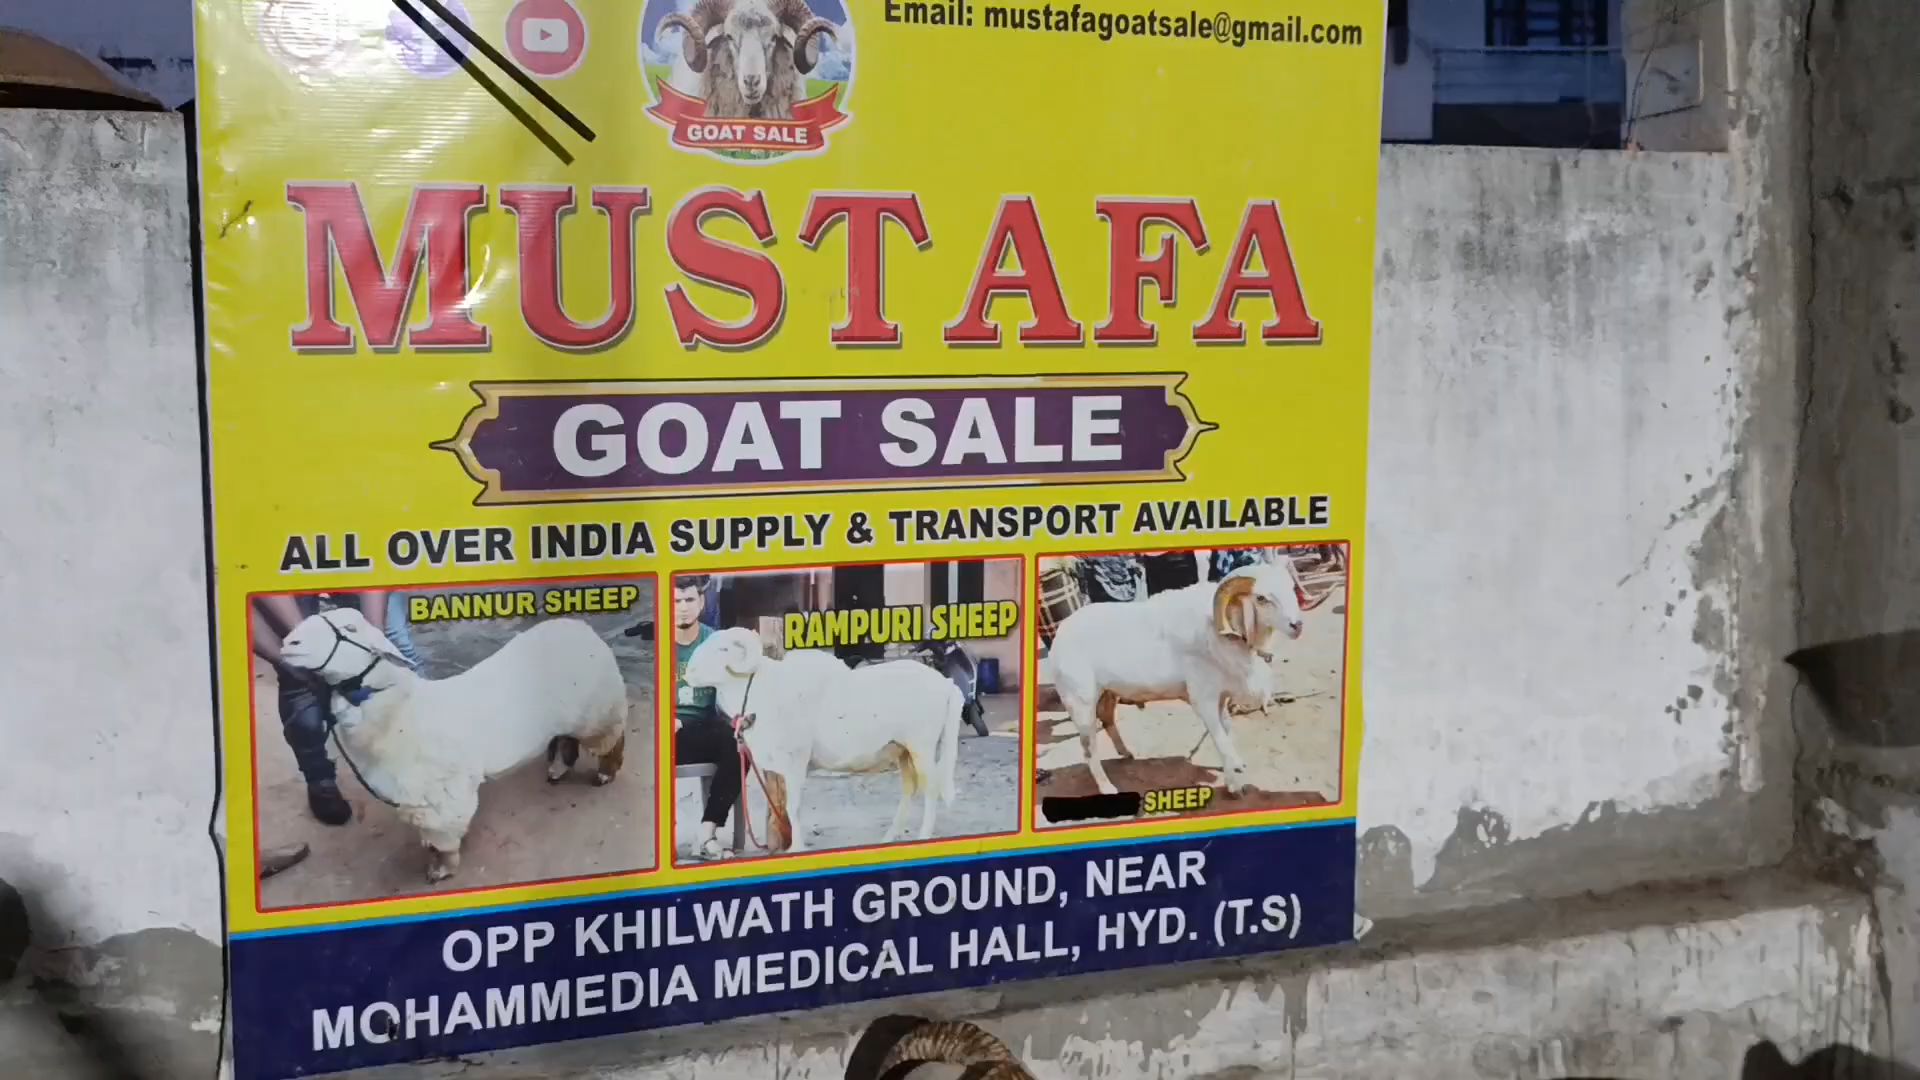 Email: mustafagoatsale@gmail.com
GOAT SALE
MUSTAFA
GOAT SALE
ALL OVER INDIA SUPPLY & TRANSPORT AVAILABLE
BANNUR SHEEP
RAMPURI SHEEP
SHEEP
OPP KHILWATH GROUND, NEAR
MOHAMMEDIA MEDICAL HALL, HYD. (T.S)